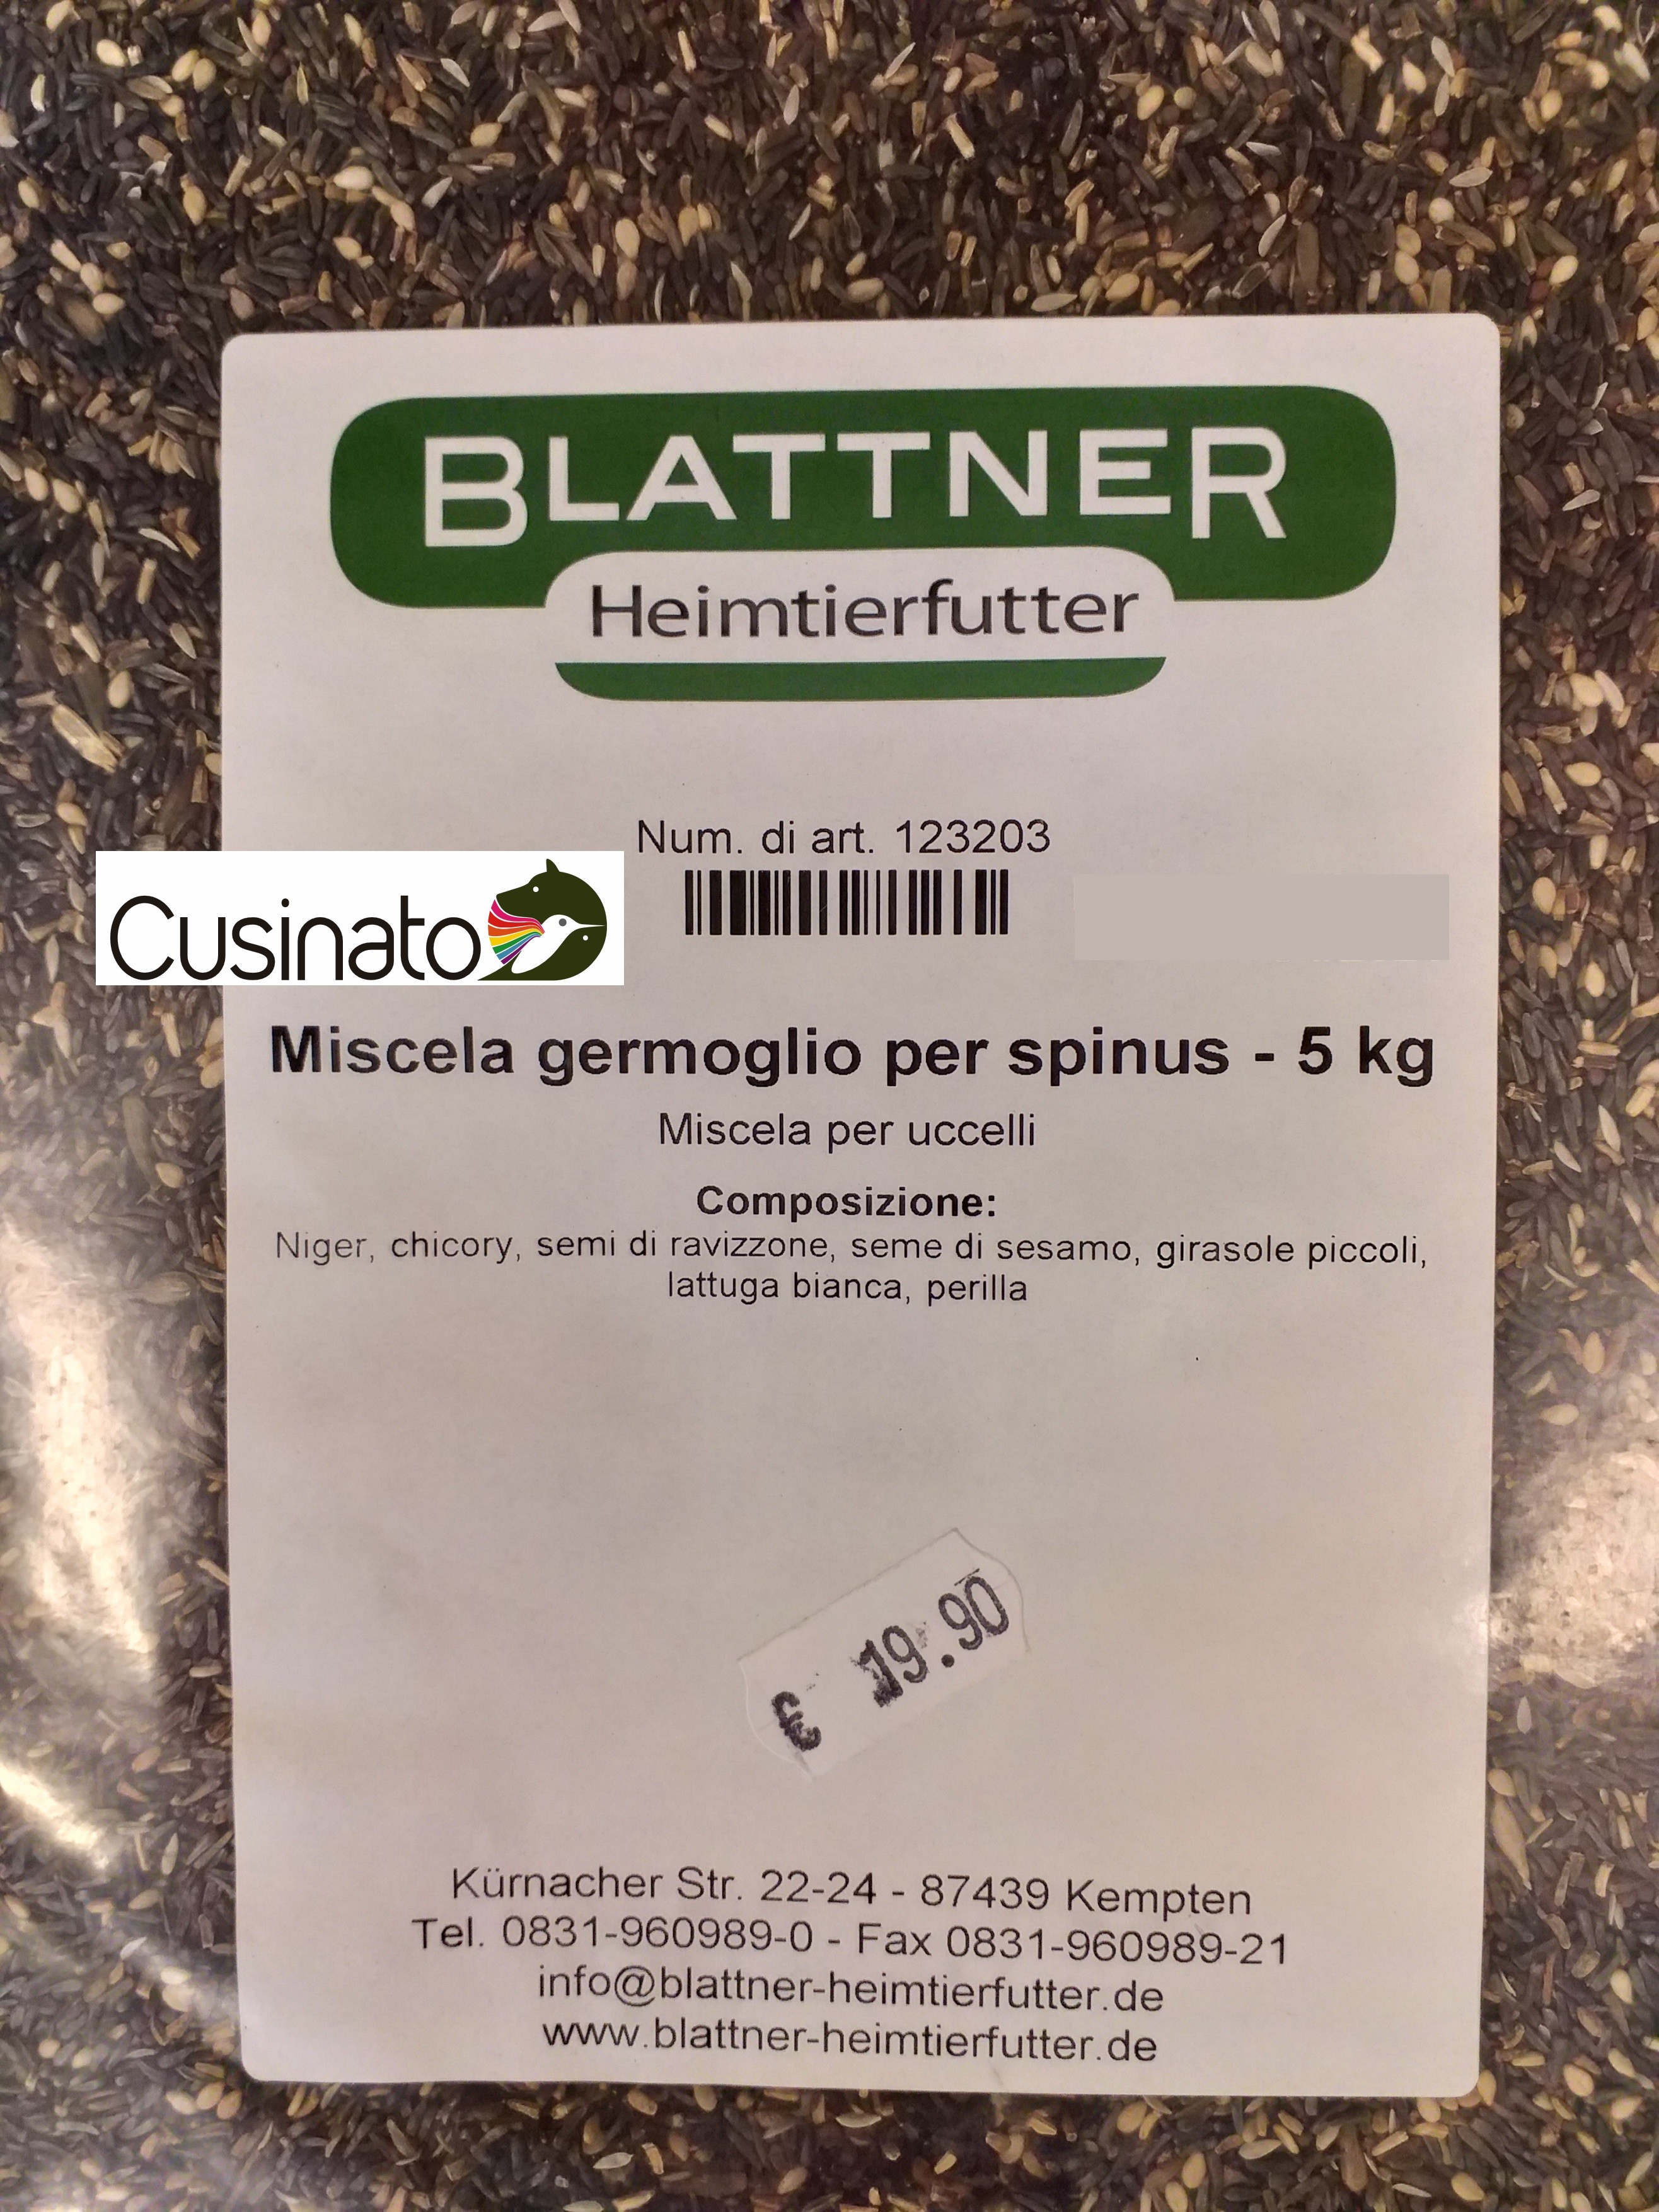 BLATTNER
Heimtierfutter
Num. di art. 123203
Cusinato
Miscela germoglio per spinus - 5 kg
Miscela per uccelli
Composizione:
Niger, chicory, semi di ravizzone, seme di sesamo, girasole piccoli,
lattuga bianca, perilla
€ 19.90
Kürnacher Str. 22-24 - 87439 Kempten
Tel. 0831-960989-0 - Fax 0831-960989-21
info@blattner-heimtierfutter.de
www.blattner-heimtierfutter.de